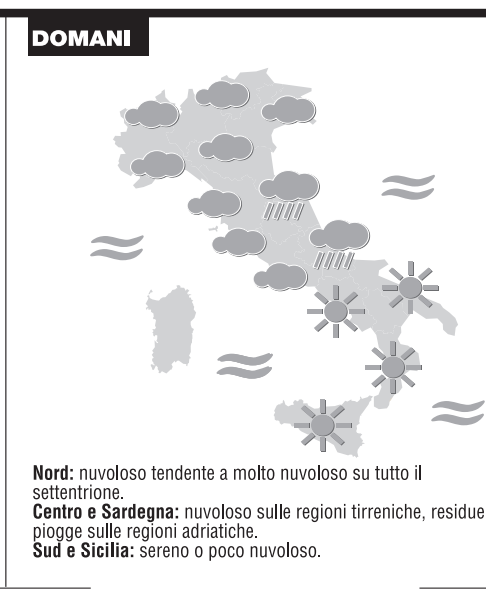 DOMANI
Nord: nuvoloso tendente a molto nuvoloso su tutto il
settentrione.
Centro e Sardegna: nuvoloso sulle regioni tirreniche, residue
piogge sulle regioni adriatiche.
Sud e Sicilia: sereno o poco nuvoloso.